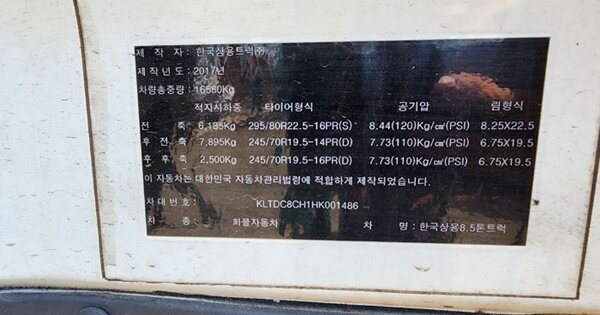 제 작 자 : 한국상용트럭㈜
제작년도 : 2017년
차량총중량 : 16580Kg
적지시하중 타이어형식 공기압 림형식
전 축 6,185Kg 295/80R22.5-16PR(S) 8.44(120)Kg/㎠(PSI) 8.25X22.5
후 전 축 7,895Kg 245/70R19.5-14PR(D) 7.73(110)Kg/㎠(PSI) 6.75X19.5
후 후 축 2,500Kg 245/70R19.5-16PR(D) 7.73(110)Kg/㎠(PSI) 6.75X19.5
이 자동차는 대한민국 자동차관리법령에 적합하게 제작되었습니다.
차대번호 : KLTDC8CH1HK001486
차 종 : 화물자동차 차 명 : 한국상용8.5톤트럭